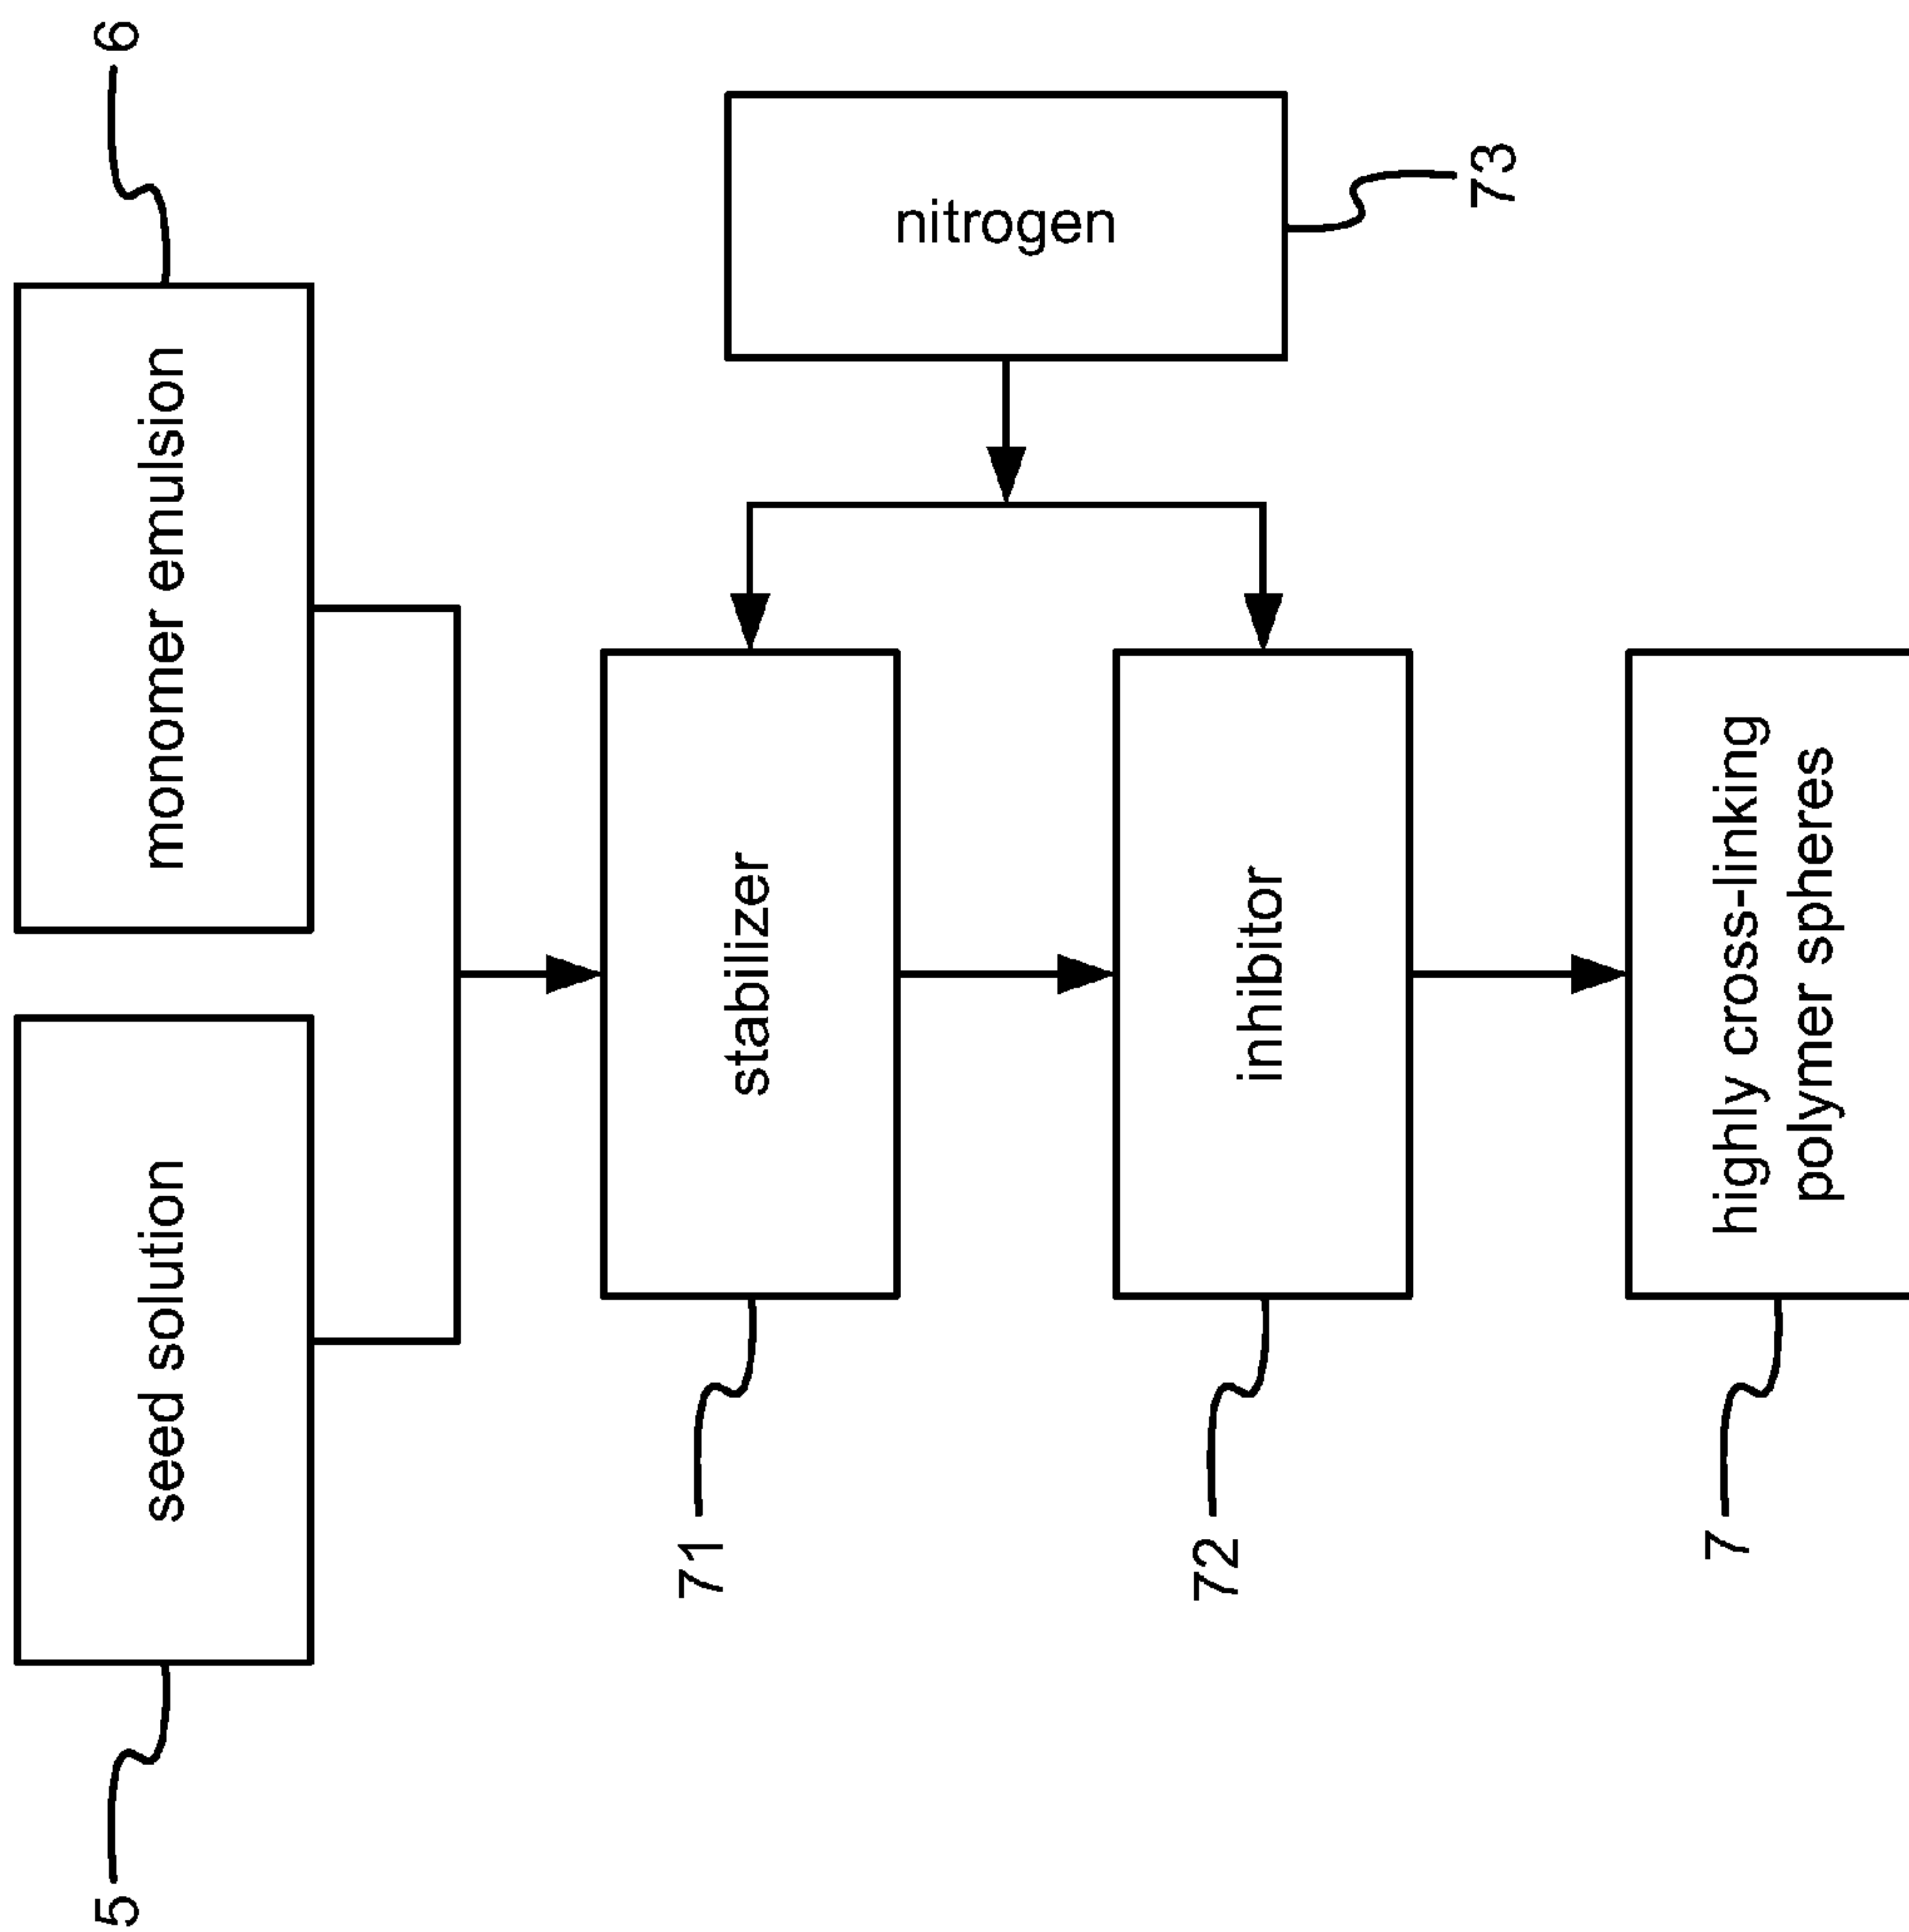 5
seed solution
monomer emulsion
6
71
stabilizer
nitrogen
73
72
inhibitor
7
highly cross-linking
polymer spheres